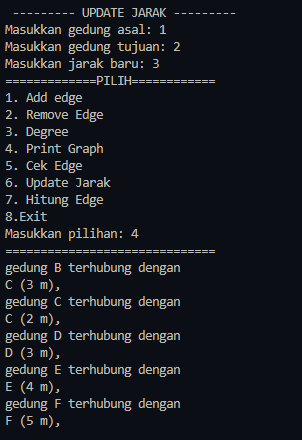 --------- UPDATE JARAK ---------
Masukkan gedung asal: 1
Masukkan gedung tujuan: 2
Masukkan jarak baru: 3
=============PILIH============
1. Add edge
2. Remove Edge
3. Degree
4. Print Graph
5. Cek Edge
6. Update Jarak
7. Hitung Edge
8.Exit
Masukkan pilihan: 4
==============================
gedung B terhubung dengan
C (3 m),
gedung C terhubung dengan
C (2 m),
gedung D terhubung dengan
D (3 m),
gedung E terhubung dengan
E (4 m),
gedung F terhubung dengan
F (5 m),